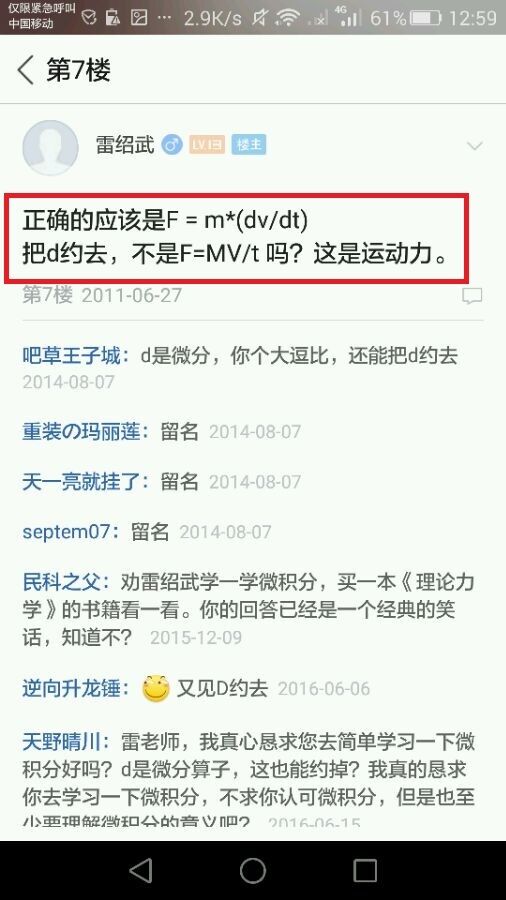 仅限紧急呼叫
中国移动
2.9K/s
4G
61%
12:59
第7楼
雷绍武
LV13
楼主
正确的应该是F = m*(dv/dt)
把d约去，不是F=MV/t 吗？这是运动力。
第7楼 2011-06-27
吧草王子城：d是微分，你个大逗比，还能把d约去
2014-08-07
重装の玛丽莲：留名 2014-08-07
天一亮就挂了：留名 2014-08-07
septem07：留名 2014-08-07
民科之父：劝雷绍武学一学微积分，买一本《理论力
学》的书籍看一看。你的回答已经是一个经典的笑
话，知道不？ 2015-12-09
逆向升龙锤： 又见D约去 2016-06-06
天野晴川：雷老师，我真心恳求您去简单学习一下微
积分好吗？d是微分算子，这也能约掉？我真的恳求
你去学习一下微积分，不求你认可微积分，但是也至
少要理解微积分的意义吧？ 2016-06-15